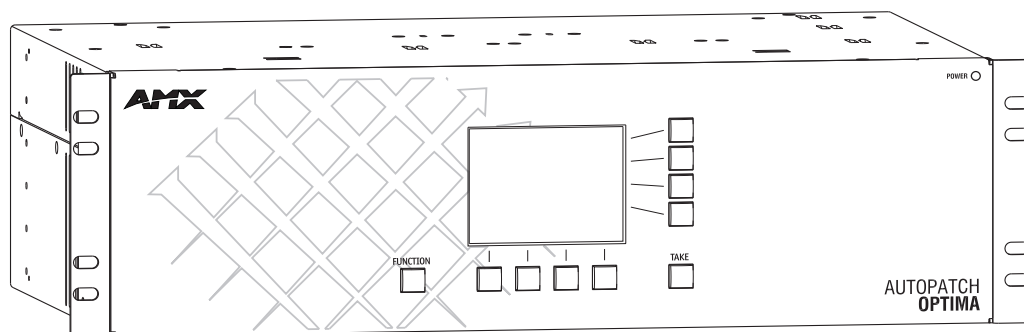 AMX
POWER
FUNCTION
TAKE
AUTOPATCH
OPTIMA